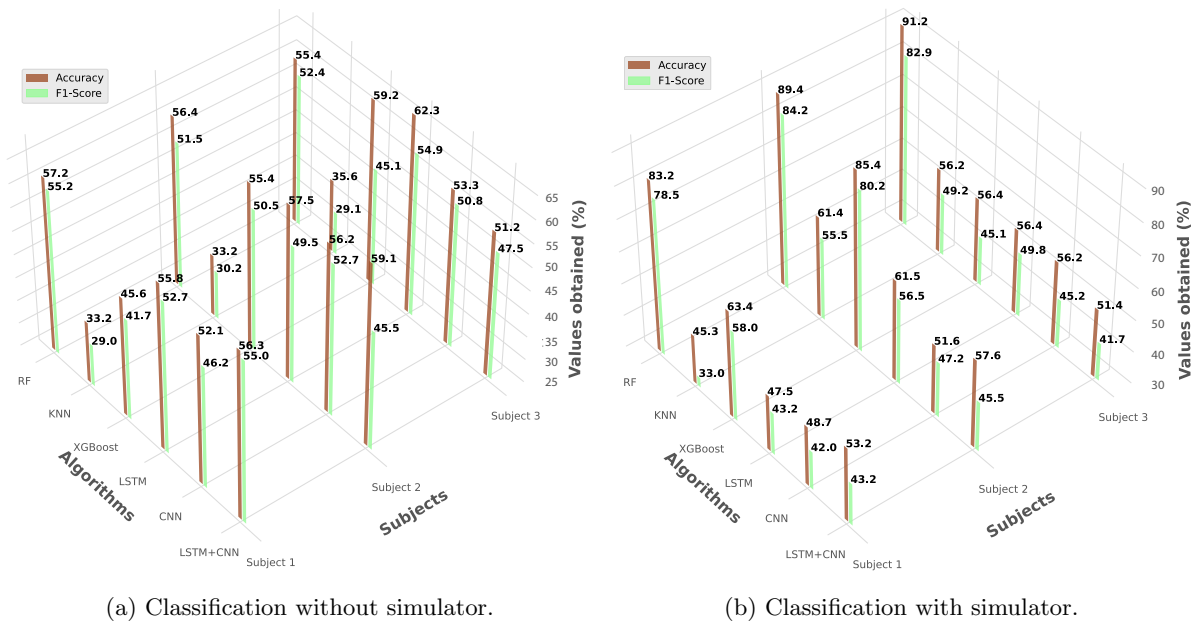 Accuracy
F1-Score
55.4
52.4
59.2
62.3
56.4
51.5
54.9
45.1
35.6
29.1
57.2
55.2
55.4
50.5
57.5
49.5
53.3
50.8
51.2
47.5
56.2
52.7
59.1
33.2
30.2
55.8
52.7
45.6
41.7
33.2
29.0
52.1
46.2
56.3
55.0
45.5
65
60
55
50
45
40
30
25
Values obtained (%)
RF
KNN
XGBoost
LSTM
CNN
LSTM+CNN
Algorithms
Subject 1
Subject 2
Subject 3
Subjects
(a) Classification without simulator.
Accuracy
F1-Score
91.2
82.9
89.4
84.2
83.2
78.5
85.4
80.2
61.4
55.5
56.2
49.2
56.4
45.1
56.4
49.8
56.2
45.2
51.4
41.7
61.5
56.5
63.4
58.0
45.3
33.0
51.6
47.2
57.6
45.5
47.5
43.2
48.7
42.0
53.2
43.2
90
80
70
60
50
40
30
Values obtained (%)
RF
KNN
XGBoost
LSTM
CNN
LSTM+CNN
Algorithms
Subject 1
Subject 2
Subject 3
Subjects
(b) Classification with simulator.